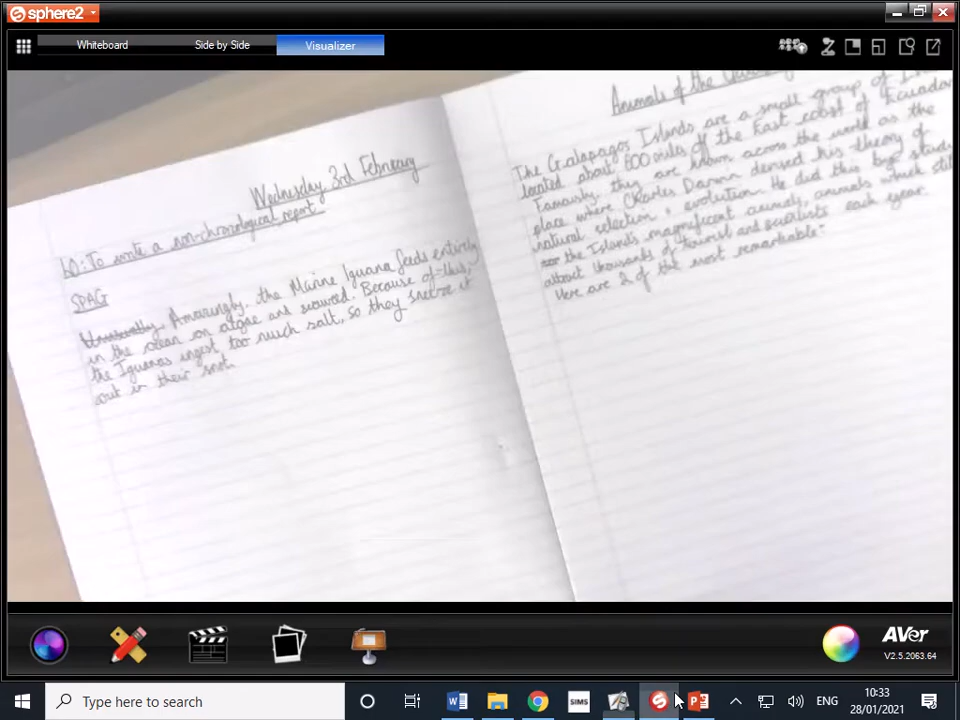 sphere2
Whiteboard
Side by Side
Visualizer
Wednesday 3rd February
LO: To write a non-chronological report.
SPAG
Unusually, Amazingly, the Marine Iguana feeds entirely
in the ocean on algae and seaweed. Because of this,
the Iguanas ingest too much salt, so they sneeze it
out in their snot.
Animals of the
The Galapagos Islands are a small group of
located about 600 miles off the East coast of Ecuador
Famously, they are known across the world as the
place where Charles Darwin devised his theory of
natural selection + evolution. He did this by study
the Islands magnificent animals, animals which still
attract thousands of tourist and scientists each year.
Here are 2 of the most remarkable:
AVer
V2.5.2063.64
Type here to search
SIMS
ENG
10:33
28/01/2021